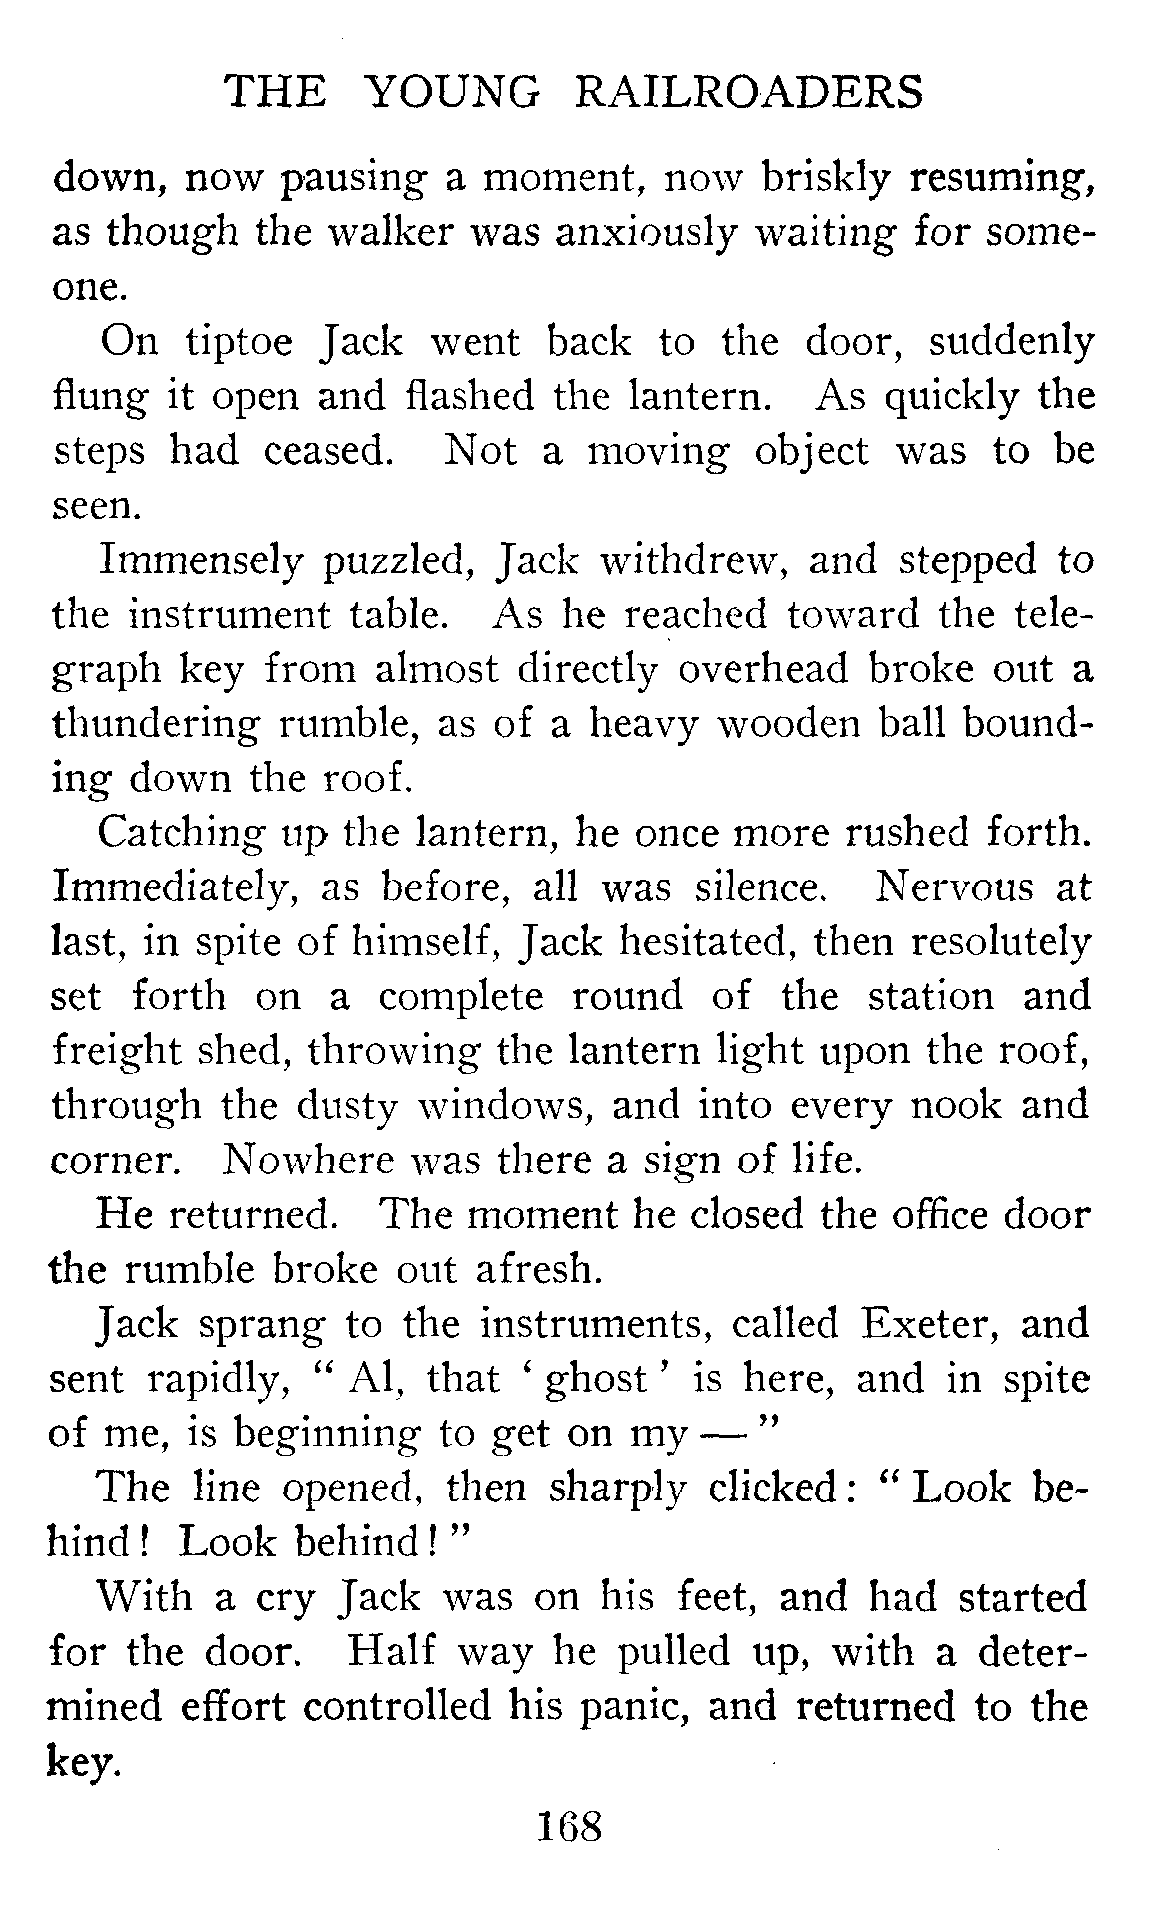 THE YOUNG RAILROADERS
down, now pausing a moment, now briskly resuming,
as though the walker was anxiously waiting for some-
one.
On tiptoe Jack went back to the door, suddenly
flung it open and flashed the lantern. As quickly the
steps had ceased. Not a moving object was to be
seen.
Immensely puzzled, Jack withdrew, and stepped to
the instrument table. As he reached toward the tele-
graph key from almost directly overhead broke out a
thundering rumble, as of a heavy wooden ball bound-
ing down the roof.
Catching up the lantern, he once more rushed forth.
Immediately, as before, all was silence. Nervous at
last, in spite of himself, Jack hesitated, then resolutely
set forth on a complete round of the station and
freight shed, throwing the lantern light upon the roof,
through the dusty windows, and into every nook and
corner. Nowhere was there a sign of life.
He returned. The moment he closed the office door
the rumble broke out afresh.
Jack sprang to the instruments, called Exeter, and
sent rapidly, “ Al, that ‘ ghost ’ is here, and in spite
of me, is beginning to get on my — ”
The line opened, then sharply clicked : “ Look be-
hind ! Look behind ! ”
With a cry Jack was on his feet, and had started
for the door. Half way he pulled up, with a deter-
mined effort controlled his panic, and returned to the
key.
168